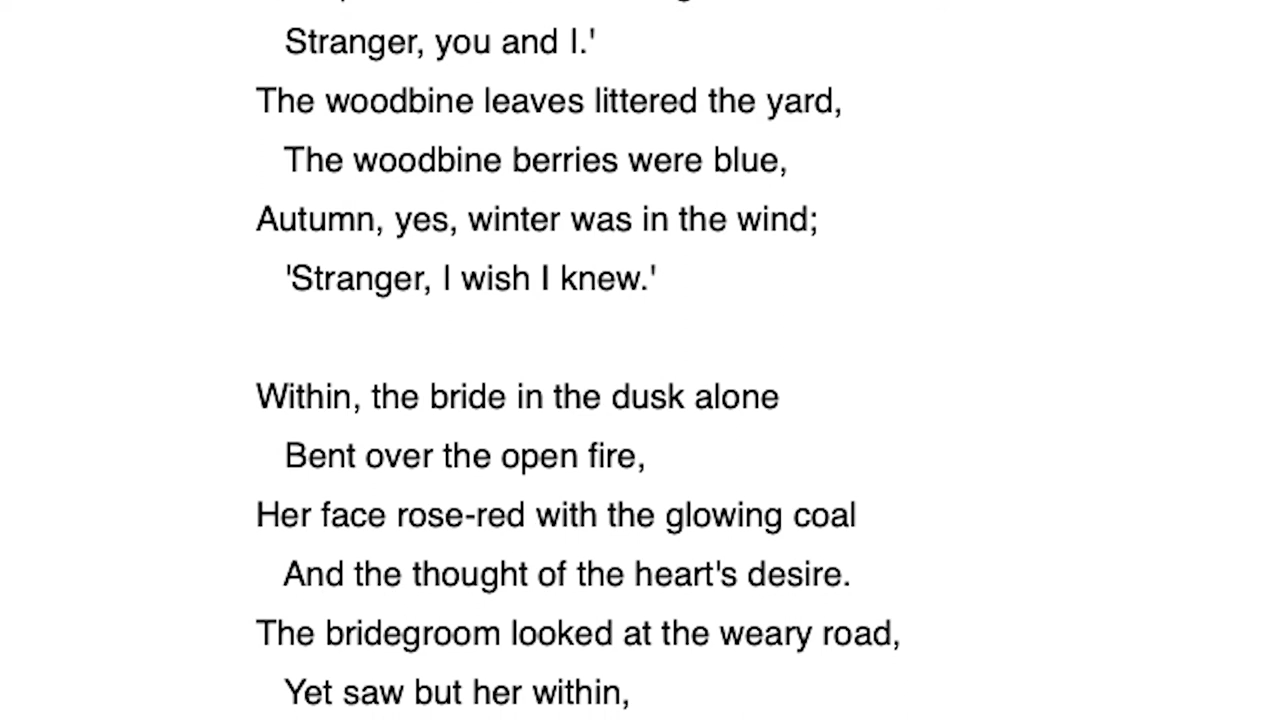 Stranger, you and I.'
The woodbine leaves littered the yard,
The woodbine berries were blue,
Autumn, yes, winter was in the wind;
'Stranger, I wish I knew.'
Within, the bride in the dusk alone
Bent over the open fire,
Her face rose-red with the glowing coal
And the thought of the heart's desire.
The bridegroom looked at the weary road,
Yet saw but her within,